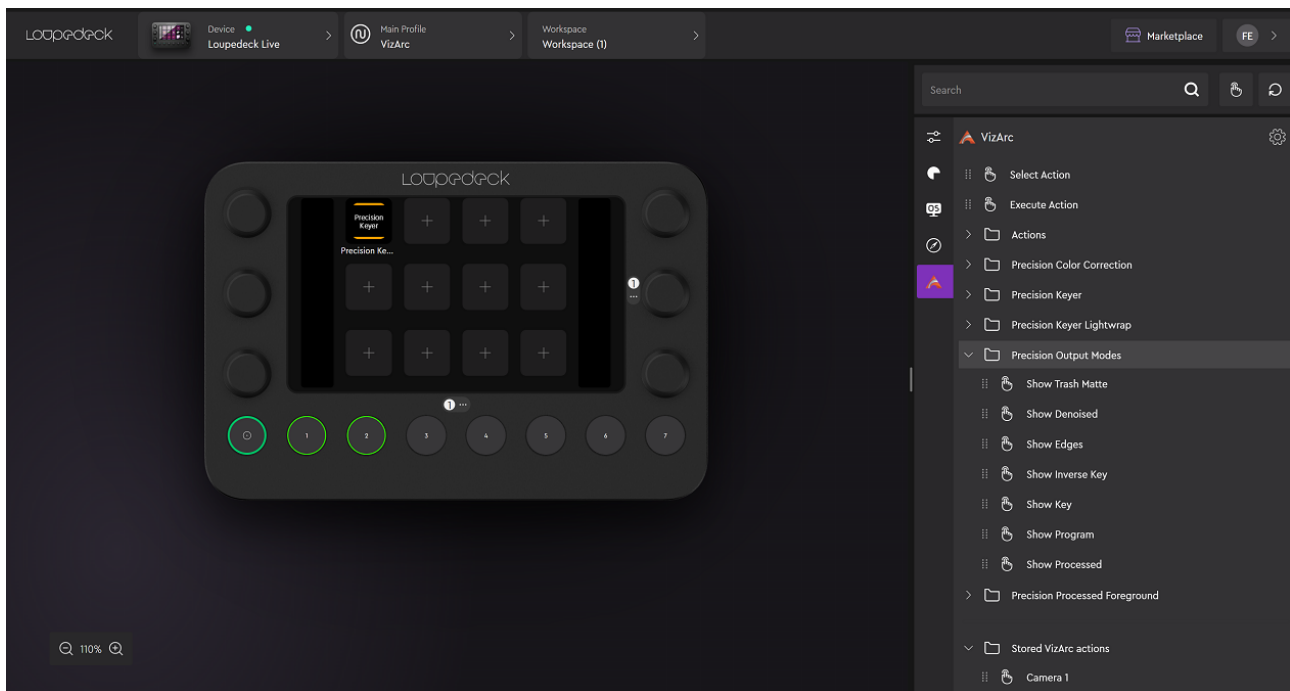 Loupedeck
Device
Loupedeck Live
Main Profile
VizArc
Workspace
Workspace (1)
Marketplace
FE
Search
VizArc
Select Action
Execute Action
Actions
Precision Color Correction
Precision Keyer
Precision Keyer Lightwrap
Precision Output Modes
Show Trash Matte
Show Denoised
Show Edges
Show Inverse Key
Show Key
Show Program
Show Processed
Precision Processed Foreground
Stored VizArc actions
Camera 1
OS
Loupedeck
Precision
Keyer
Precision Ke...
1
1
1
2
3
4
5
6
7
110%